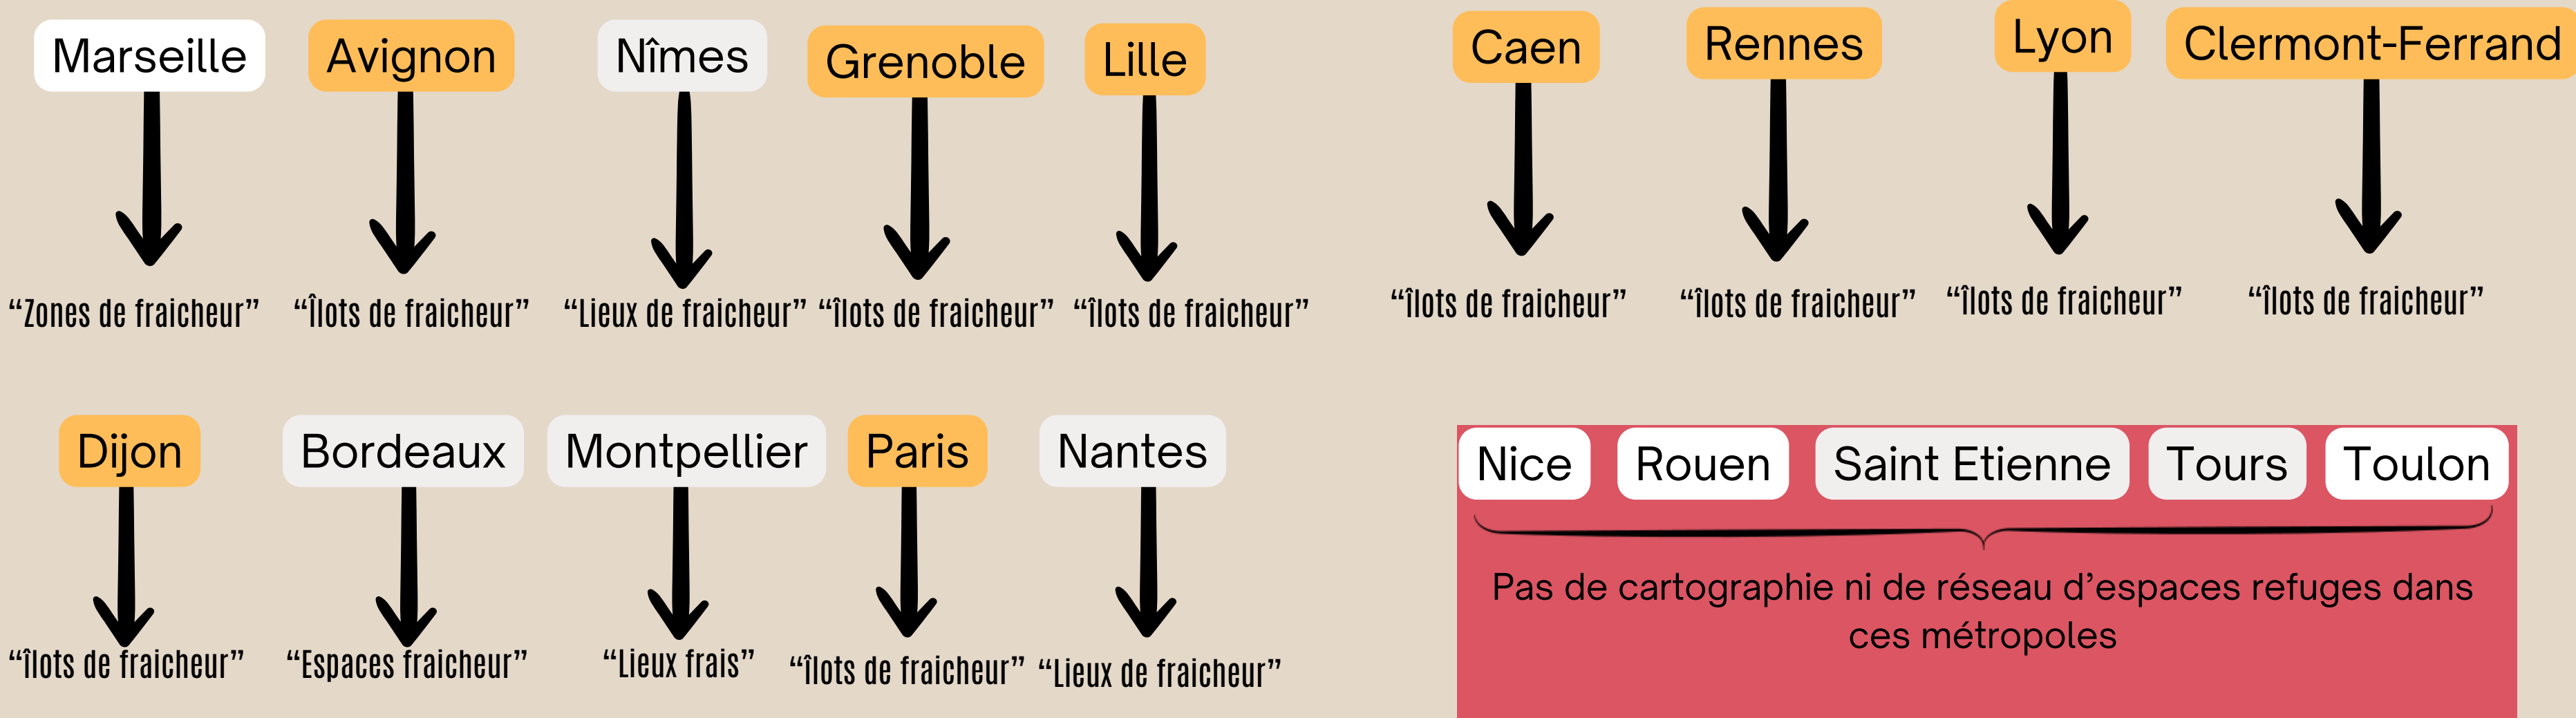 Marseille
Avignon
Nîmes
Grenoble
Lille
Caen
Rennes
Lyon
Clermont-Ferrand
“Zones de fraicheur”
“Îlots de fraicheur”
“Lieux de fraicheur”
“îlots de fraicheur”
“îlots de fraicheur”
“îlots de fraicheur”
“îlots de fraicheur”
“îlots de fraicheur”
“îlots de fraicheur”
Dijon
Bordeaux
Montpellier
Paris
Nantes
“îlots de fraicheur”
“Espaces fraicheur”
“Lieux frais”
“îlots de fraicheur”
“Lieux de fraicheur”
Nice
Rouen
Saint Etienne
Tours
Toulon
Pas de cartographie ni de réseau d’espaces refuges dans
ces métropoles